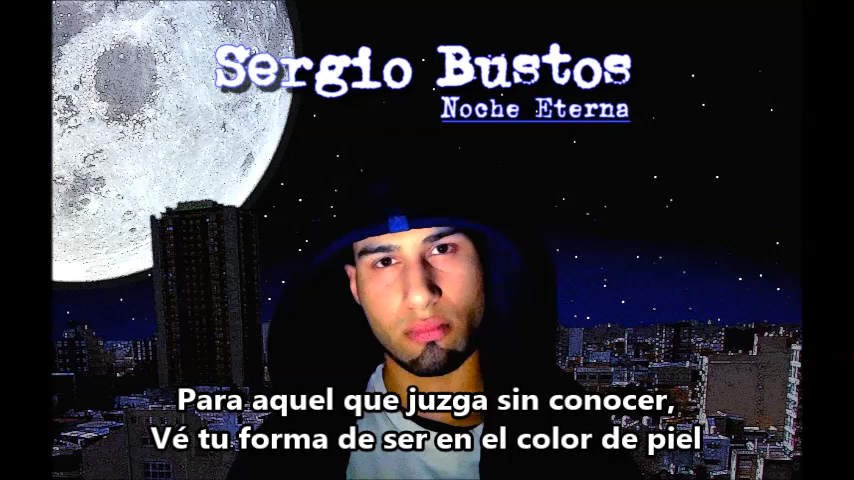 Sergio Bustos
Noche Eterna
Para aquel que juzga sin conocer,
Vé tu forma de ser en el color de piel